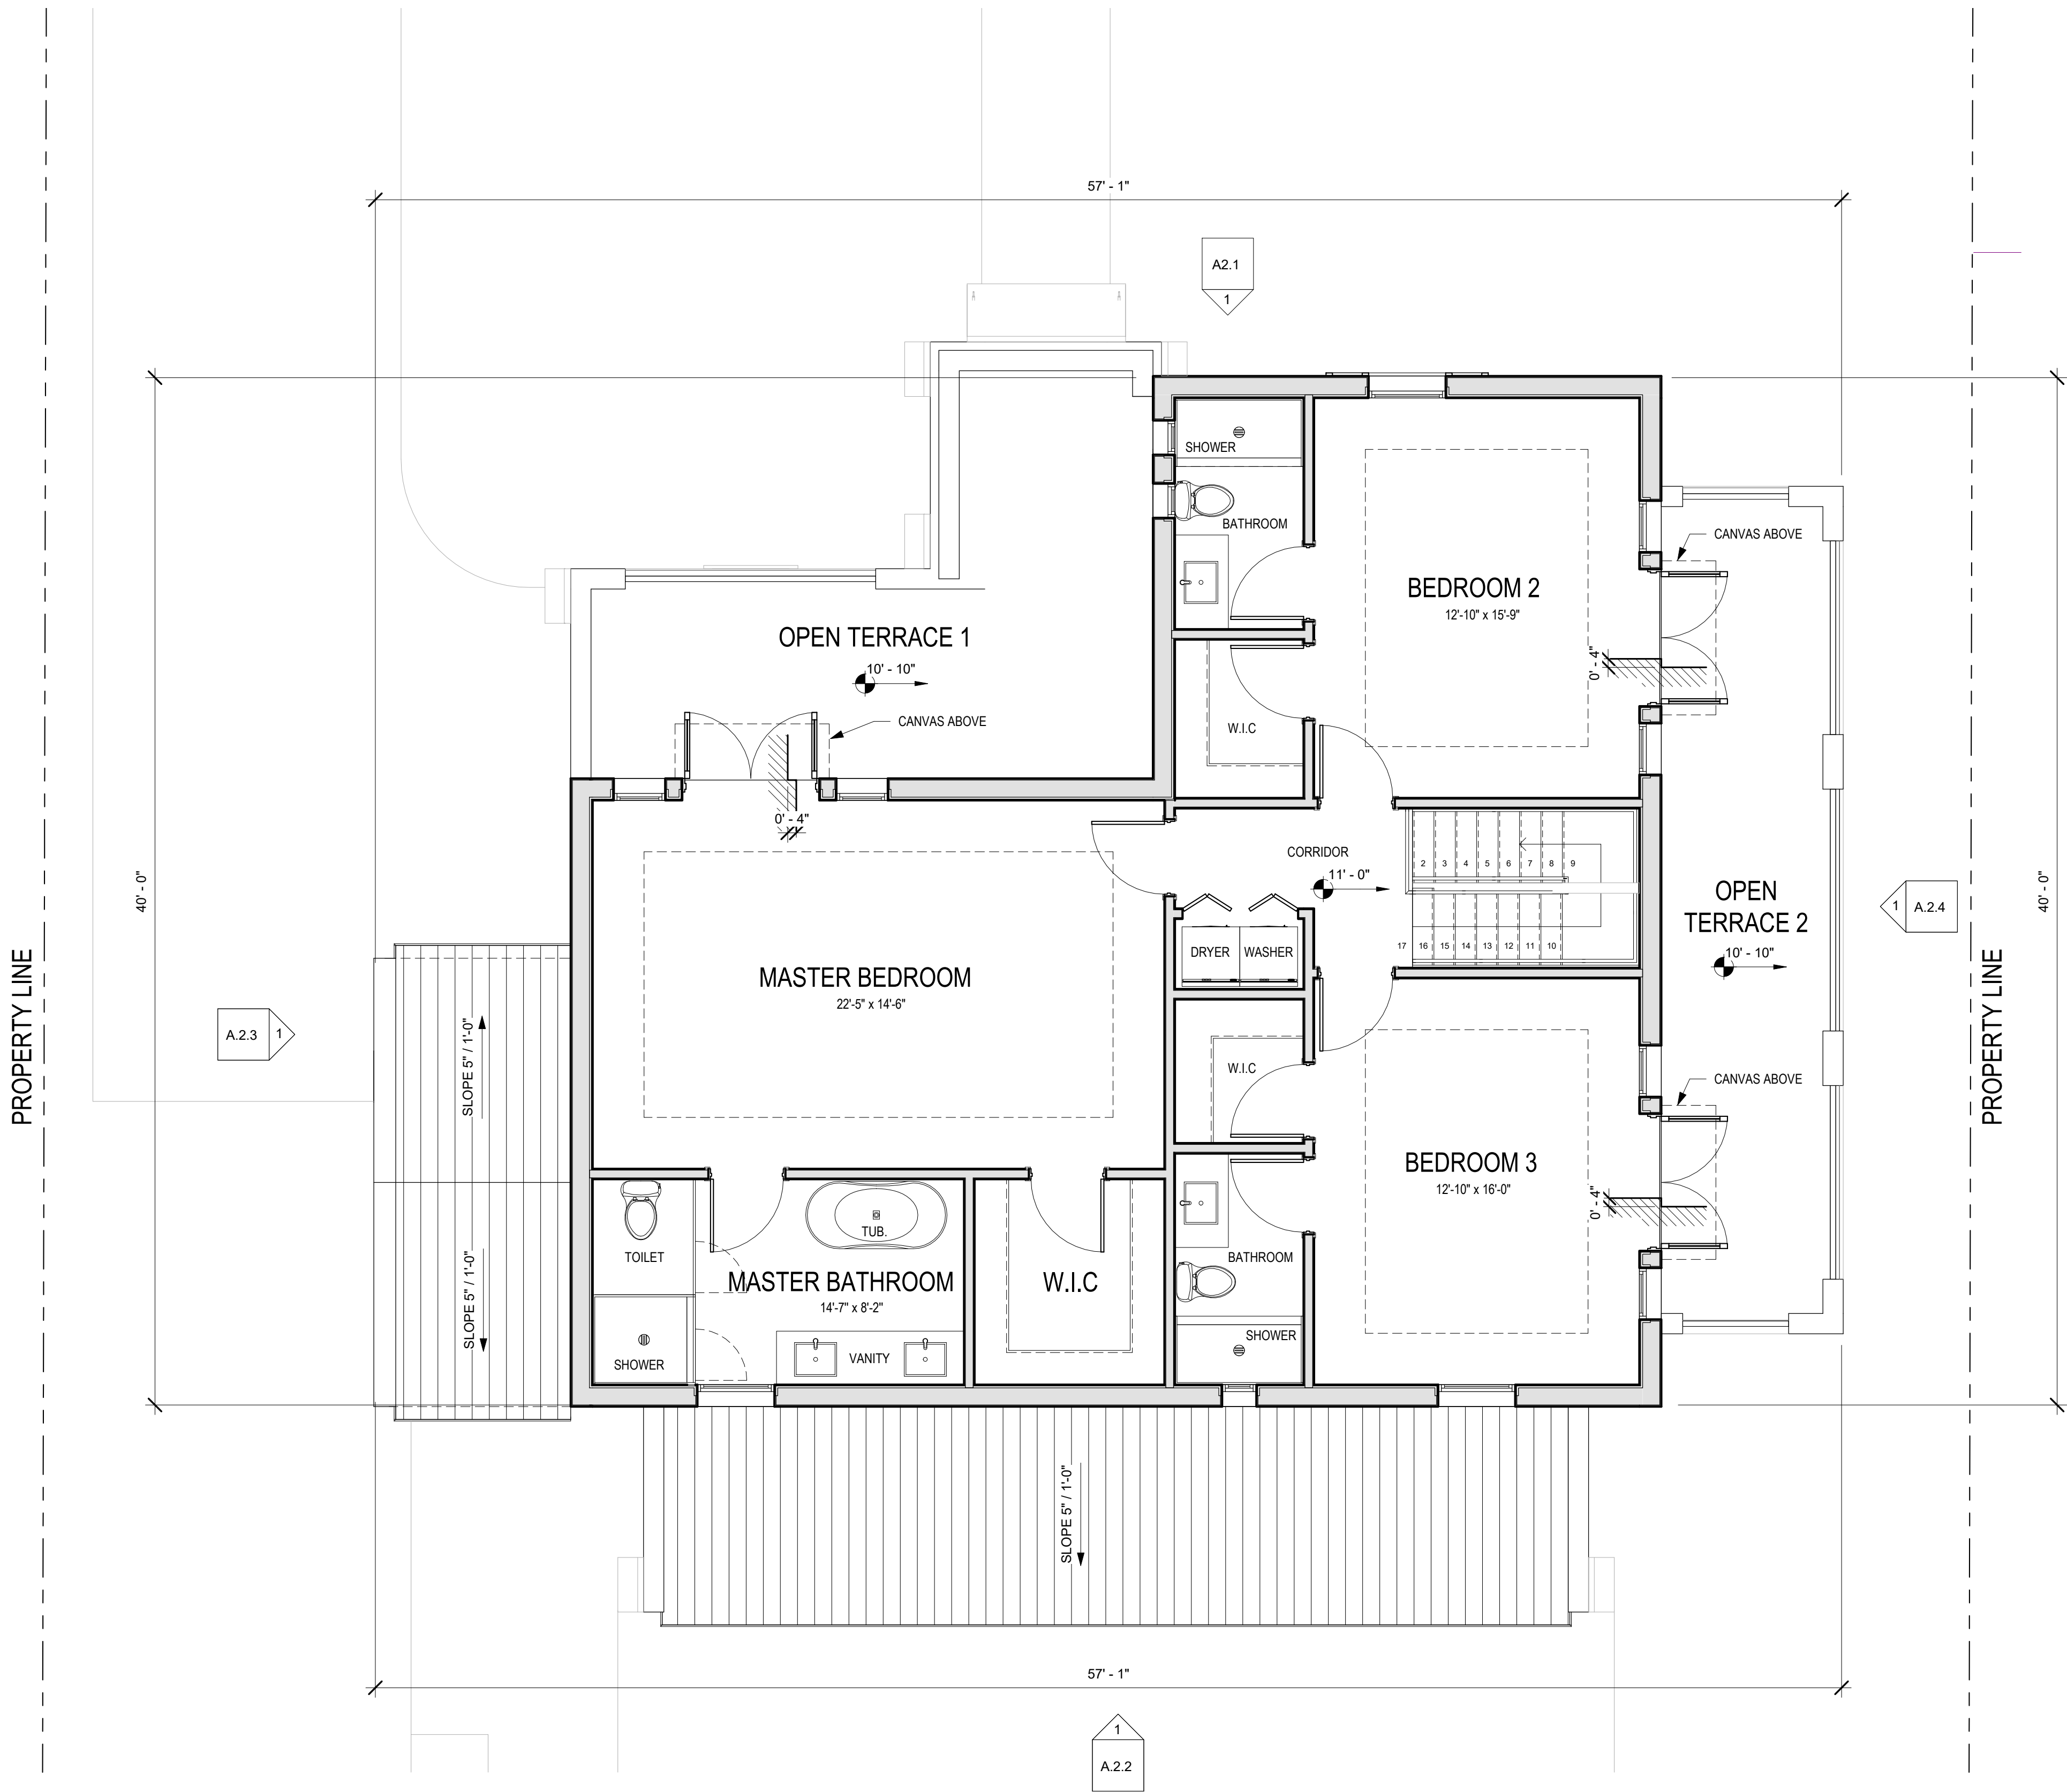 57' - 1"
A2.1
1
SHOWER
BATHROOM
CANVAS ABOVE
BEDROOM 2
12'-10" x 15'-9"
OPEN TERRACE 1
10' - 10"
CANVAS ABOVE
0' - 4"
W.I.C
0' - 4"
CORRIDOR
11' - 0"
2 3 4 5 6 7 8 9
17 16 15 14 13 12 11 10
40' - 0"
40' - 0"
OPEN
TERRACE 2
10' - 10"
1 A.2.4
DRYER WASHER
MASTER BEDROOM
22'-5" x 14'-6"
PROPERTY LINE
PROPERTY LINE
A.2.3 1
SLOPE 5" / 1'-0"
W.I.C
CANVAS ABOVE
BEDROOM 3
12'-10" x 16'-0"
0' - 4"
TUB.
TOILET
BATHROOM
MASTER BATHROOM
14'-7" x 8'-2"
W.I.C
SLOPE 5" / 1'-0"
SHOWER
VANITY
SHOWER
SLOPE 5" / 1'-0"
57' - 1"
1
A.2.2